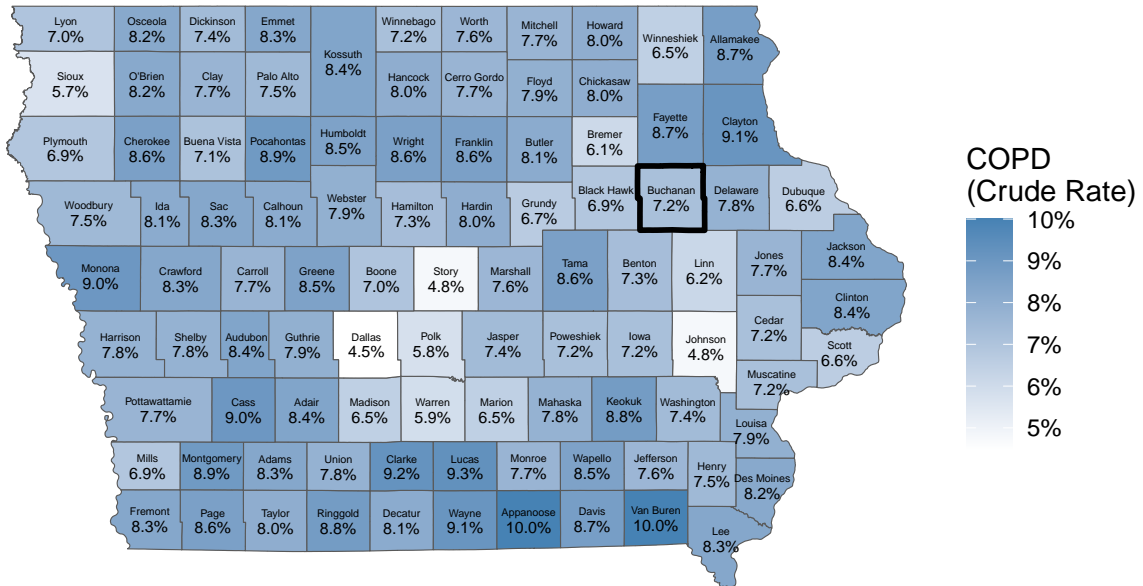 Lyon
7.0%
Osceola
8.2%
Dickinson
7.4%
Emmet
8.3%
Kossuth
8.4%
Winnebago
7.2%
Worth
7.6%
Mitchell
7.7%
Howard
8.0%
Winneshiek
6.5%
Allamakee
8.7%
Sioux
5.7%
O'Brien
8.2%
Clay
7.7%
Palo Alto
7.5%
Hancock
8.0%
Cerro Gordo
7.7%
Floyd
7.9%
Chickasaw
8.0%
Fayette
8.7%
Clayton
9.1%
Plymouth
6.9%
Cherokee
8.6%
Buena Vista
7.1%
Pocahontas
8.9%
Humboldt
8.5%
Wright
8.6%
Franklin
8.6%
Butler
8.1%
Bremer
6.1%
Woodbury
7.5%
Ida
8.1%
Sac
8.3%
Calhoun
8.1%
Webster
7.9%
Hamilton
7.3%
Hardin
8.0%
Grundy
6.7%
Black Hawk
6.9%
Buchanan
7.2%
Delaware
7.8%
Dubuque
6.6%
Monona
9.0%
Crawford
8.3%
Carroll
7.7%
Greene
8.5%
Boone
7.0%
Story
4.8%
Marshall
7.6%
Tama
8.6%
Benton
7.3%
Linn
6.2%
Jones
7.7%
Jackson
8.4%
Clinton
8.4%
Harrison
7.8%
Shelby
7.8%
Audubon
8.4%
Guthrie
7.9%
Dallas
4.5%
Polk
5.8%
Jasper
7.4%
Poweshiek
7.2%
Iowa
7.2%
Johnson
4.8%
Cedar
7.2%
Scott
6.6%
Muscatine
7.2%
Pottawattamie
7.7%
Cass
9.0%
Adair
8.4%
Madison
6.5%
Warren
5.9%
Marion
6.5%
Mahaska
7.8%
Keokuk
8.8%
Washington
7.4%
Louisa
7.9%
Mills
6.9%
Montgomery
8.9%
Adams
8.3%
Union
7.8%
Clarke
9.2%
Lucas
9.3%
Monroe
7.7%
Wapello
8.5%
Jefferson
7.6%
Henry
7.5%
Des Moines
8.2%
Fremont
8.3%
Page
8.6%
Taylor
8.0%
Ringgold
8.8%
Decatur
8.1%
Wayne
9.1%
Appanoose
10.0%
Davis
8.7%
Van Buren
10.0%
Lee
8.3%
COPD
(Crude Rate)
10%
9%
8%
7%
6%
5%